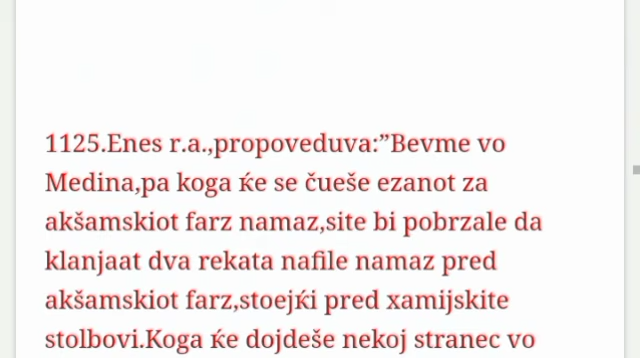 1125.Enes r.a.,propoveduva:”Bevme vo
Medina,pa koga ḱe se čueše ezanot za
akšamskiot farz namaz,site bi pobrzale da
klanjaat dva rekata nafile namaz pred
akšamskiot farz,stoejḱi pred xamijskite
stolbovi.Koga ḱe dojdeše nekoj stranec vo